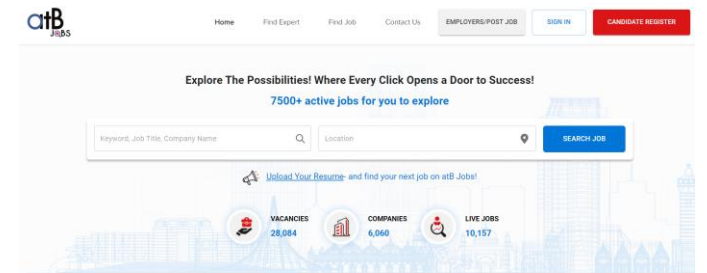 atB
JOBS
Home
Find Expert
Find Job
Contact Us
EMPLOYERS/POST JOB
SIGN IN
CANDIDATE REGISTER
Explore The Possibilities! Where Every Click Opens a Door to Success!
7500+ active jobs for you to explore
Keyword, Job Title, Company Name
Location
SEARCH JOB
Upload Your Resume- and find your next job on atB Jobs!
VACANCIES
28,084
COMPANIES
6,060
LIVE JOBS
10,157